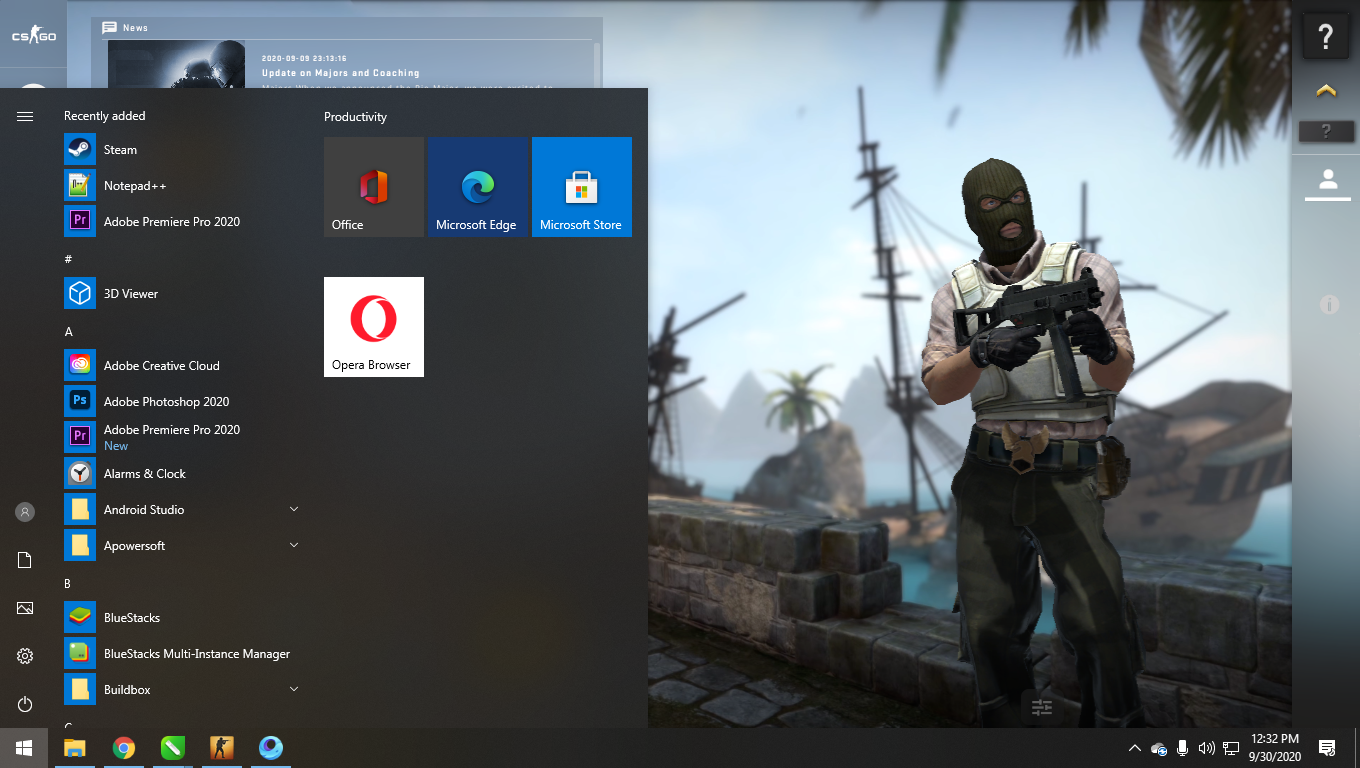 CS GO
News
2020-09-09 23:13:16
Update on Majors and Coaching
Recently added
Steam
Notepad++
Pr
Adobe Premiere Pro 2020
#
3D Viewer
A
Adobe Creative Cloud
Ps
Adobe Photoshop 2020
Pr
Adobe Premiere Pro 2020
New
Alarms & Clock
Android Studio
Apowersoft
B
BlueStacks
BlueStacks Multi-Instance Manager
Buildbox
Productivity
Office
Microsoft Edge
Microsoft Store
Opera Browser
?
?
12:32 PM
9/30/2020